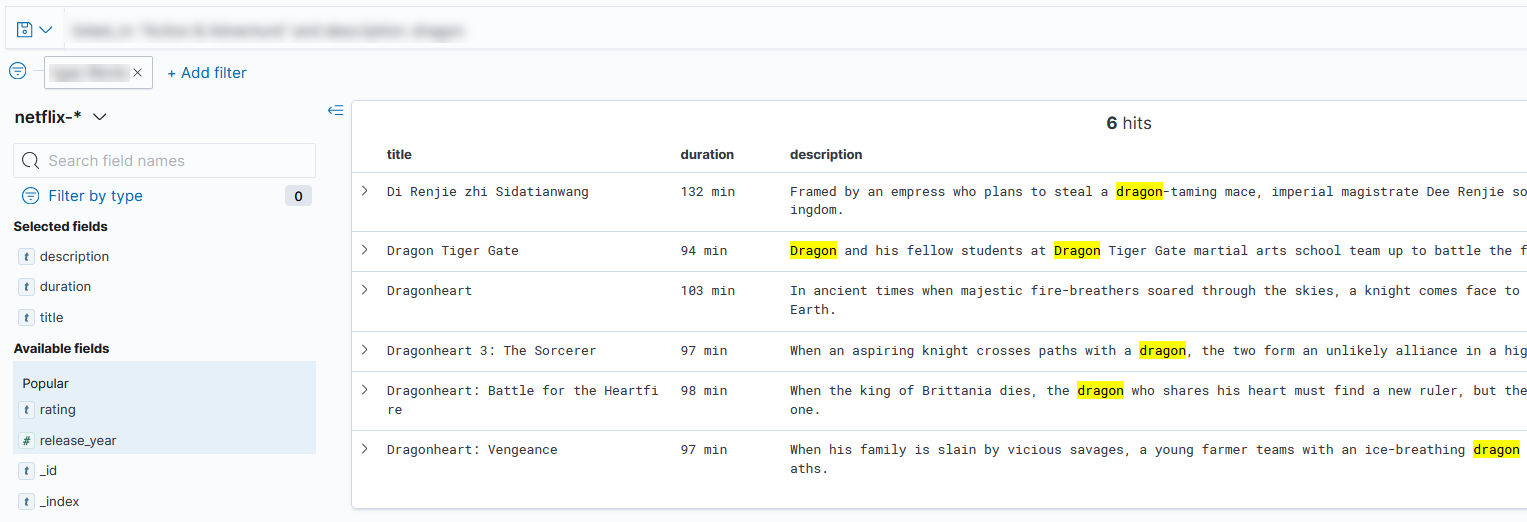 + Add filter
netflix-*
Search field names
Filter by type 0
Selected fields
t description
t duration
t title
Available fields
Popular
t rating
# release_year
t _id
t _index
6 hits
title duration description
Di Renjie zhi Sidatianwang 132 min Framed by an empress who plans to steal a dragon-taming mace, imperial magistrate Dee Renjie so
ingdom.
Dragon Tiger Gate 94 min Dragon and his fellow students at Dragon Tiger Gate martial arts school team up to battle the f
Dragonheart 103 min In ancient times when majestic fire-breathers soared through the skies, a knight comes face to
Earth.
Dragonheart 3: The Sorcerer 97 min When an aspiring knight crosses paths with a dragon, the two form an unlikely alliance in a hig
Dragonheart: Battle for the Heartfi 98 min When the king of Brittania dies, the dragon who shares his heart must find a new ruler, but the
re one.
Dragonheart: Vengeance 97 min When his family is slain by vicious savages, a young farmer teams with an ice-breathing dragon
aths.